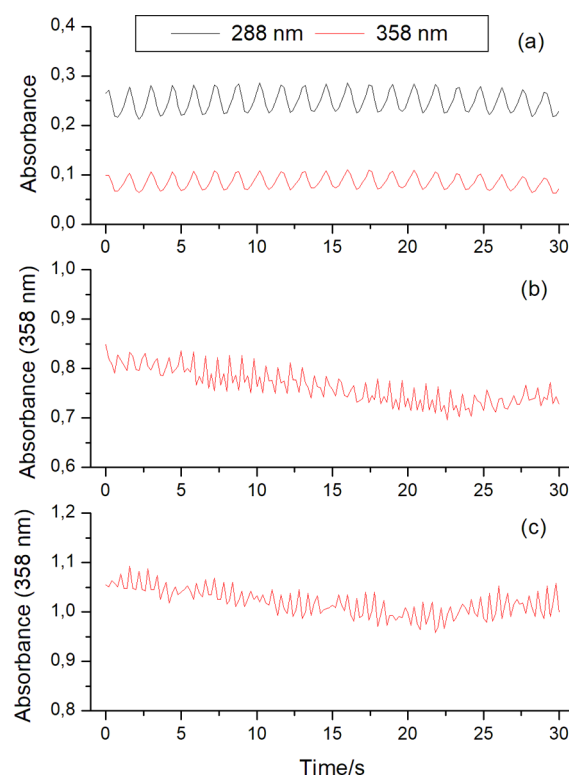 288 nm 358 nm
(a)
Absorbance
0,4
0,3
0,2
0,1
0,0
0 5 10 15 20 25 30
(b)
Absorbance (358 nm)
1,0
0,9
0,8
0,7
0,6
0 5 10 15 20 25 30
(c)
Absorbance (358 nm)
1,2
1,1
1,0
0,9
0,8
0 5 10 15 20 25 30
Time/s